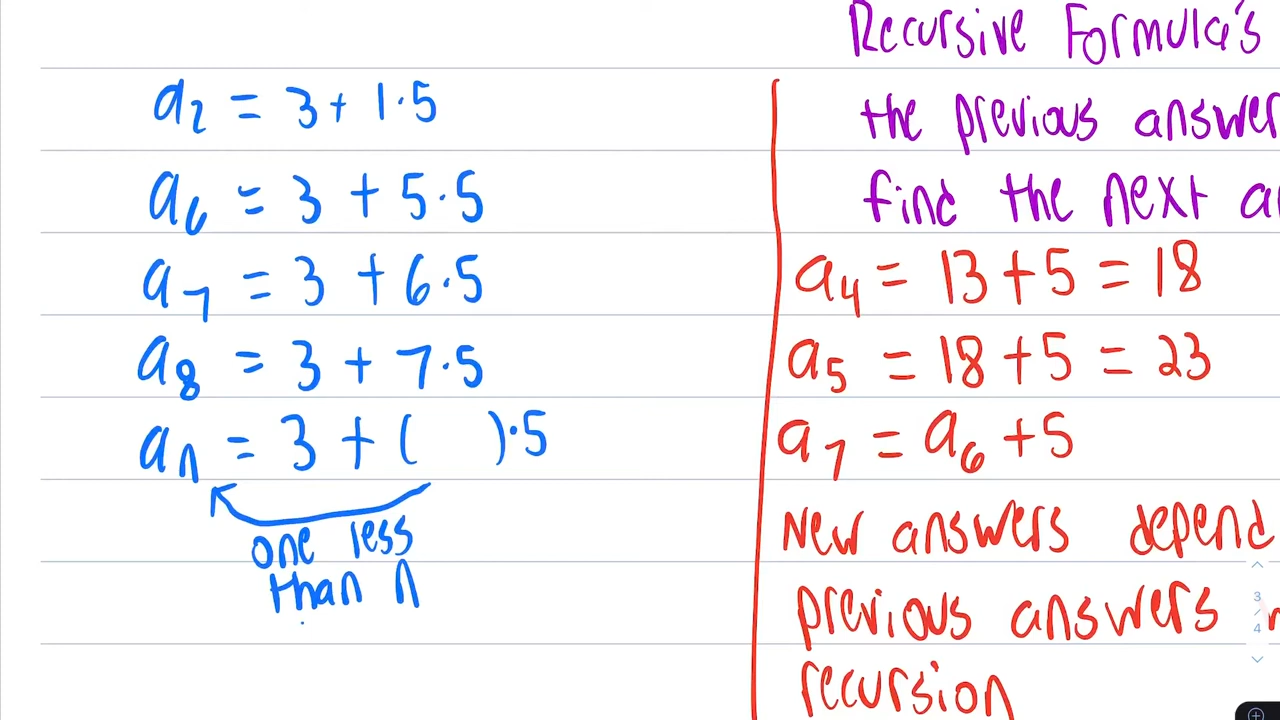 a₂ = 3 + 1·5
a₆ = 3 + 5·5
a₇ = 3 + 6·5
a₈ = 3 + 7·5
aₙ = 3 + (    )·5
one less
than n
Recursive Formula's
the previous answer
find the next
a₄ = 13 + 5 = 18
a₅ = 18 + 5 = 23
a₇ = a₆ + 5
New answers depend
previous answers
recursion
3
/
4